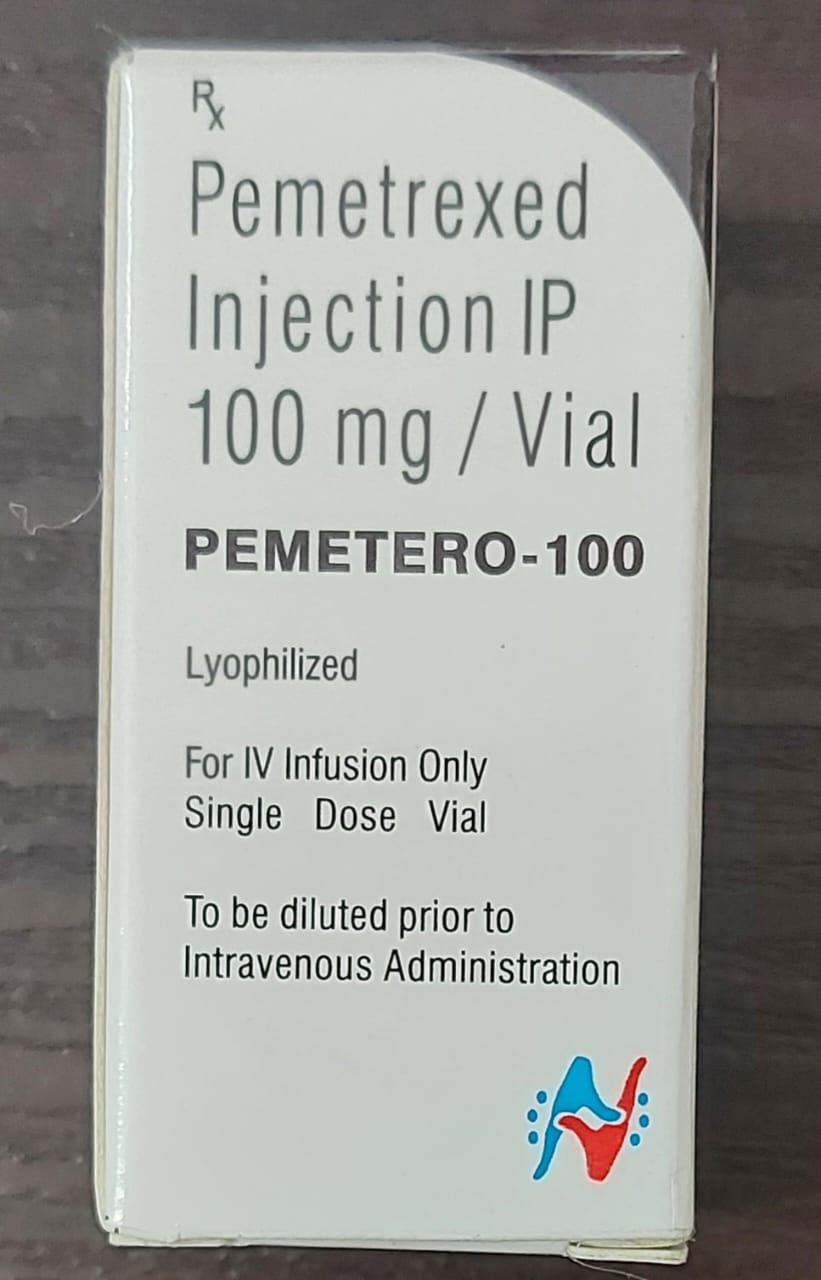 Rx
Pemetrexed
Injection IP
100 mg / Vial
PEMETERO-100
Lyophilized
For IV Infusion Only
Single Dose Vial
To be diluted prior to
Intravenous Administration